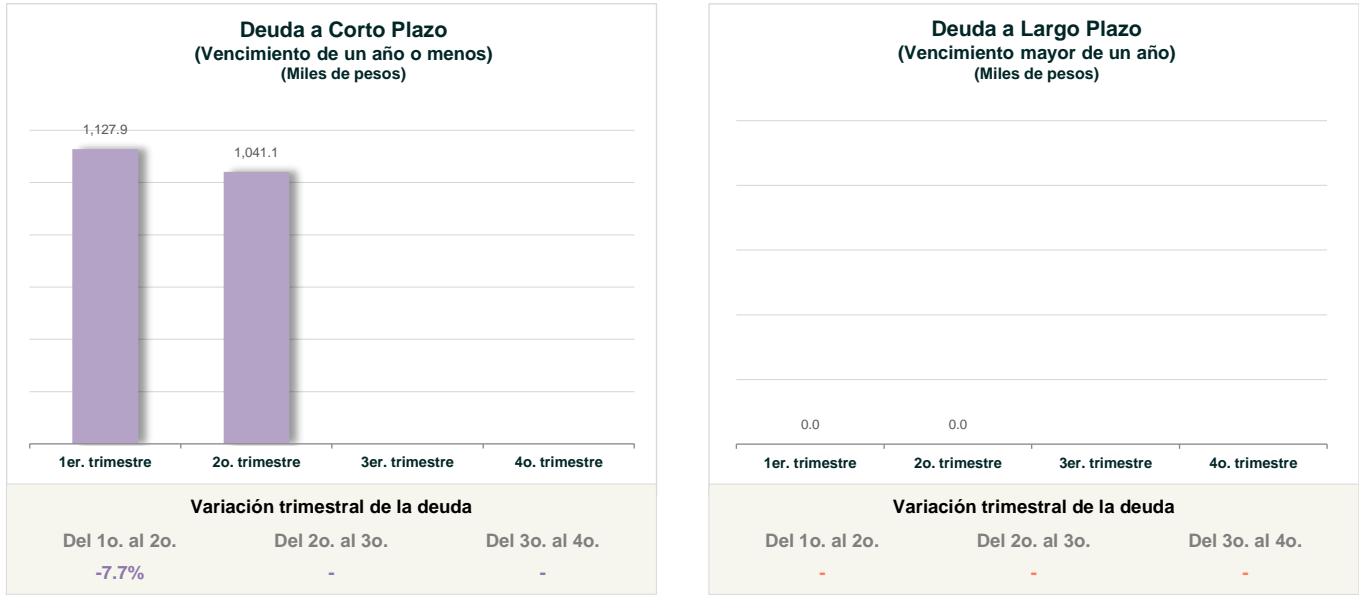 Deuda a Corto Plazo
(Vencimiento de un año o menos)
(Miles de pesos)
1,127.9
1,041.1
1er. trimestre 2o. trimestre 3er. trimestre 4o. trimestre
Variación trimestral de la deuda
Del 1o. al 2o. Del 2o. al 3o. Del 3o. al 4o.
-7.7% - -
Deuda a Largo Plazo
(Vencimiento mayor de un año)
(Miles de pesos)
0.0 0.0
1er. trimestre 2o. trimestre 3er. trimestre 4o. trimestre
Variación trimestral de la deuda
Del 1o. al 2o. Del 2o. al 3o. Del 3o. al 4o.
- - -